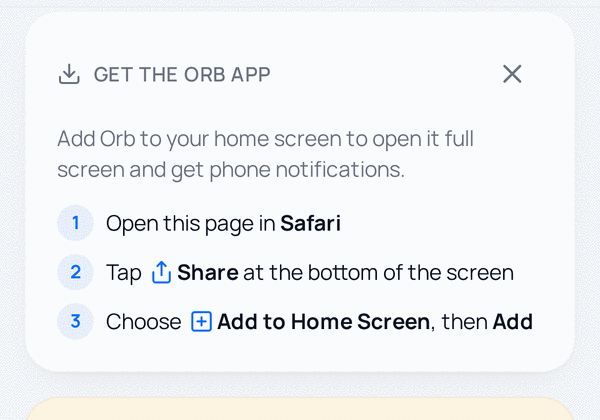 GET THE ORB APP
Add Orb to your home screen to open it full
screen and get phone notifications.
1 Open this page in Safari
2 Tap Share at the bottom of the screen
3 Choose Add to Home Screen, then Add